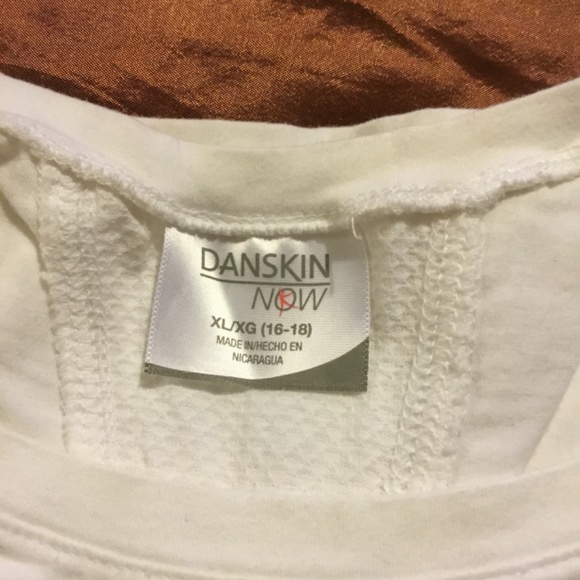 DANSKIN
NOW
XL/XG (16-18)
MADE IN/HECHO EN
NICARAGUA